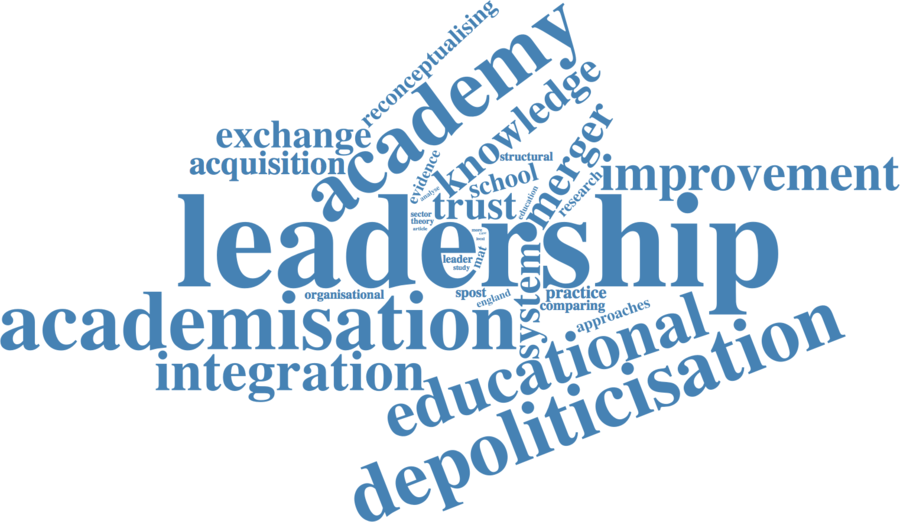 reconceptualising
academy
knowledge
exchange
acquisition
evidence
analyse
structural
school
merger
improvement
research
education
trust
leadership
sector
theory
article
leader
study
mat
system
organisational
spost
england
practice
comparing
approaches
academisation
integration
educational
depoliticisation